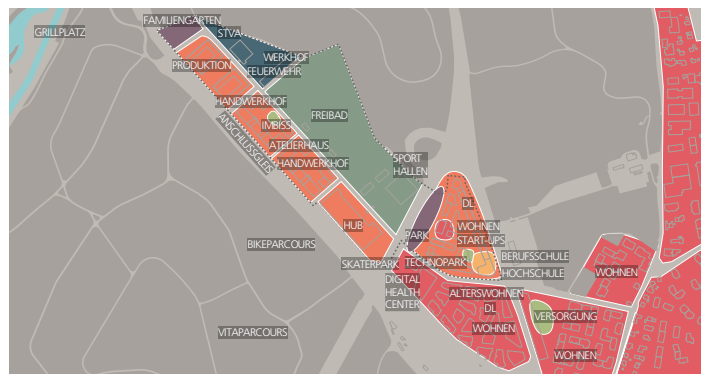 FAMILIENGÄRTEN
GRILLPLATZ
STVA
WERKHOF
PRODUKTION
FEUERWEHR
HANDWERKHOF
FREIBAD
IMBISS
ANSCHLUSSGLEIS
ATELIERHAUS
HANDWERKHOF
SPORT
HALLEN
DL
HUB
PARK
WOHNEN
START-UPS
BIKEPARCOURS
SKATERPARK
TECHNOPARK
BERUFSSCHULE
HOCHSCHULE
WOHNEN
DIGITAL
HEALTH
CENTER
ALTERSWOHNEN
DL
WOHNEN
VERSORGUNG
VITAPARCOURS
WOHNEN